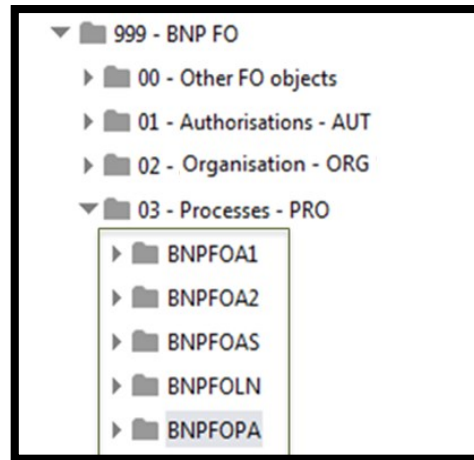 999 - BNP FO
00 - Other FO objects
01 - Authorisations - AUT
02 - Organisation - ORG
03 - Processes - PRO
BNPFOA1
BNPFOA2
BNPFOAS
BNPFOLN
BNPFOPA